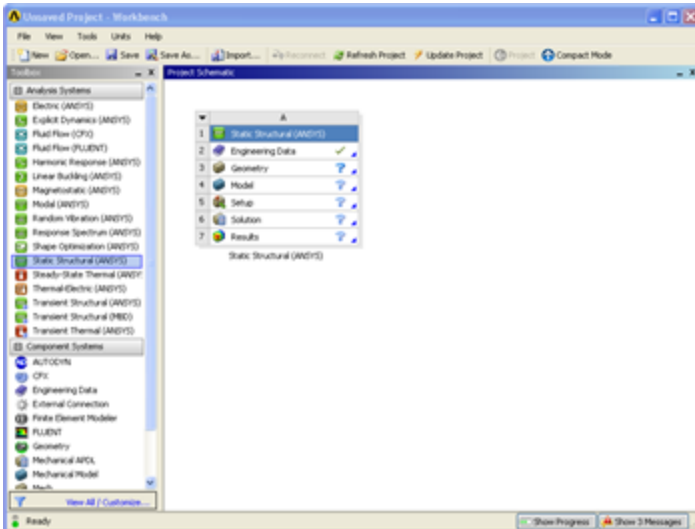 Unsaved Project - Workbench
File View Tools Units Help
New Open... Save Save As... Import... Reconnect Refresh Project Update Project Project Compact Mode
Toolbox
Project Schematic
Analysis Systems
Electric (ANSYS)
Explicit Dynamics (ANSYS)
Fluid Flow (CFX)
Fluid Flow (FLUENT)
Harmonic Response (ANSYS)
Linear Buckling (ANSYS)
Magnetostatic (ANSYS)
Modal (ANSYS)
Random Vibration (ANSYS)
Response Spectrum (ANSYS)
Shape Optimization (ANSYS)
Static Structural (ANSYS)
Steady-State Thermal (ANSYS
Thermal-Electric (ANSYS)
Transient Structural (ANSYS)
Transient Structural (MBD)
Transient Thermal (ANSYS)
Component Systems
AUTODYN
CFX
Engineering Data
External Connection
Finite Element Modeler
FLUENT
Geometry
Mechanical APDL
Mechanical Model
Mesh
View All / Customize...
A
1 Static Structural (ANSYS)
2 Engineering Data
3 Geometry ?
4 Model ?
5 Setup ?
6 Solution ?
7 Results ?
Static Structural (ANSYS)
Ready
Show Progress Show 3 Messages